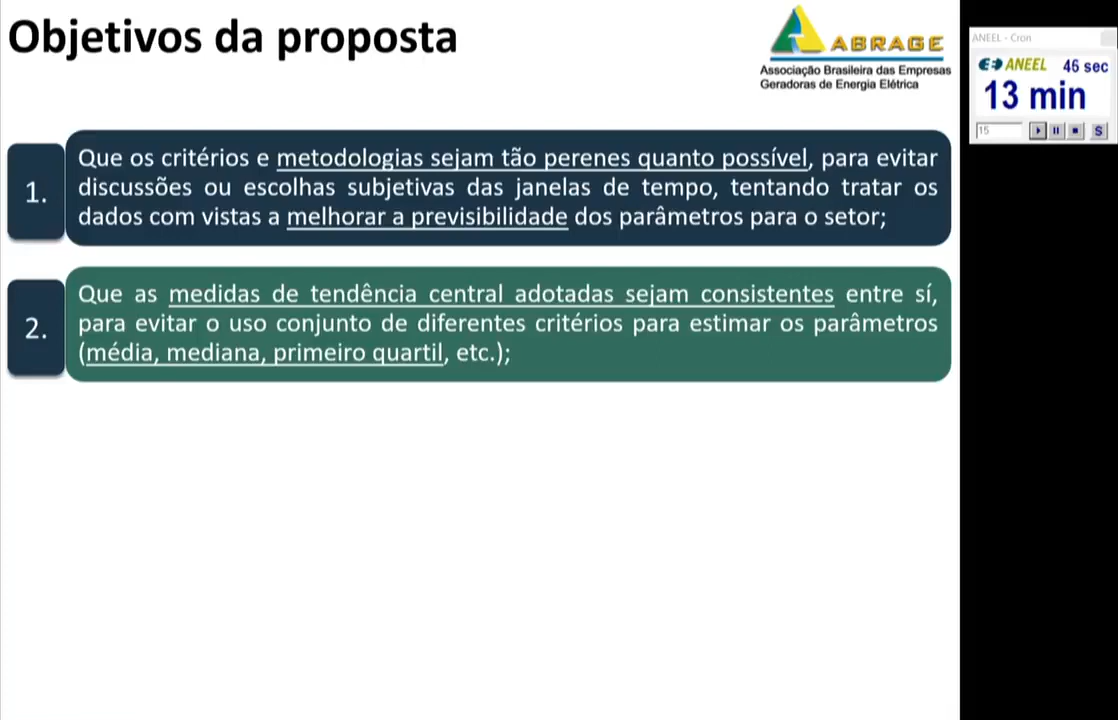 Objetivos da proposta
ABRAGE
Associação Brasileira das Empresas
Geradoras de Energia Elétrica
1.
Que os critérios e metodologias sejam tão perenes quanto possível, para evitar
discussões ou escolhas subjetivas das janelas de tempo, tentando tratar os
dados com vistas a melhorar a previsibilidade dos parâmetros para o setor;
2.
Que as medidas de tendência central adotadas sejam consistentes entre sí,
para evitar o uso conjunto de diferentes critérios para estimar os parâmetros
(média, mediana, primeiro quartil, etc.);
ANEEL - Cron
ANEEL 46 sec
13 min
15
S